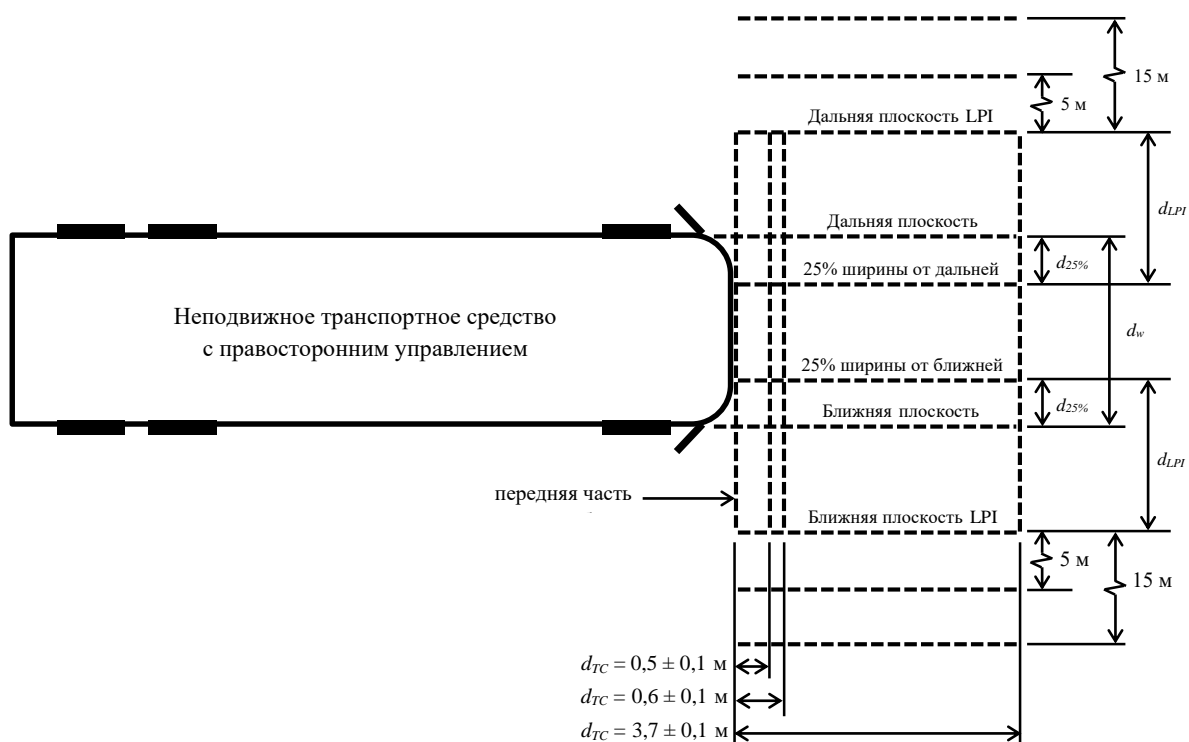 15 м
5 м
Дальняя плоскость LPI
d_LPI
Дальняя плоскость
d_25%
25% ширины от дальней
Неподвижное транспортное средство
с правосторонним управлением
d_w
25% ширины от ближней
d_25%
Ближняя плоскость
d_LPI
передняя часть
Ближняя плоскость LPI
5 м
15 м
d_TC = 0,5 ± 0,1 м
d_TC = 0,6 ± 0,1 м
d_TC = 3,7 ± 0,1 м